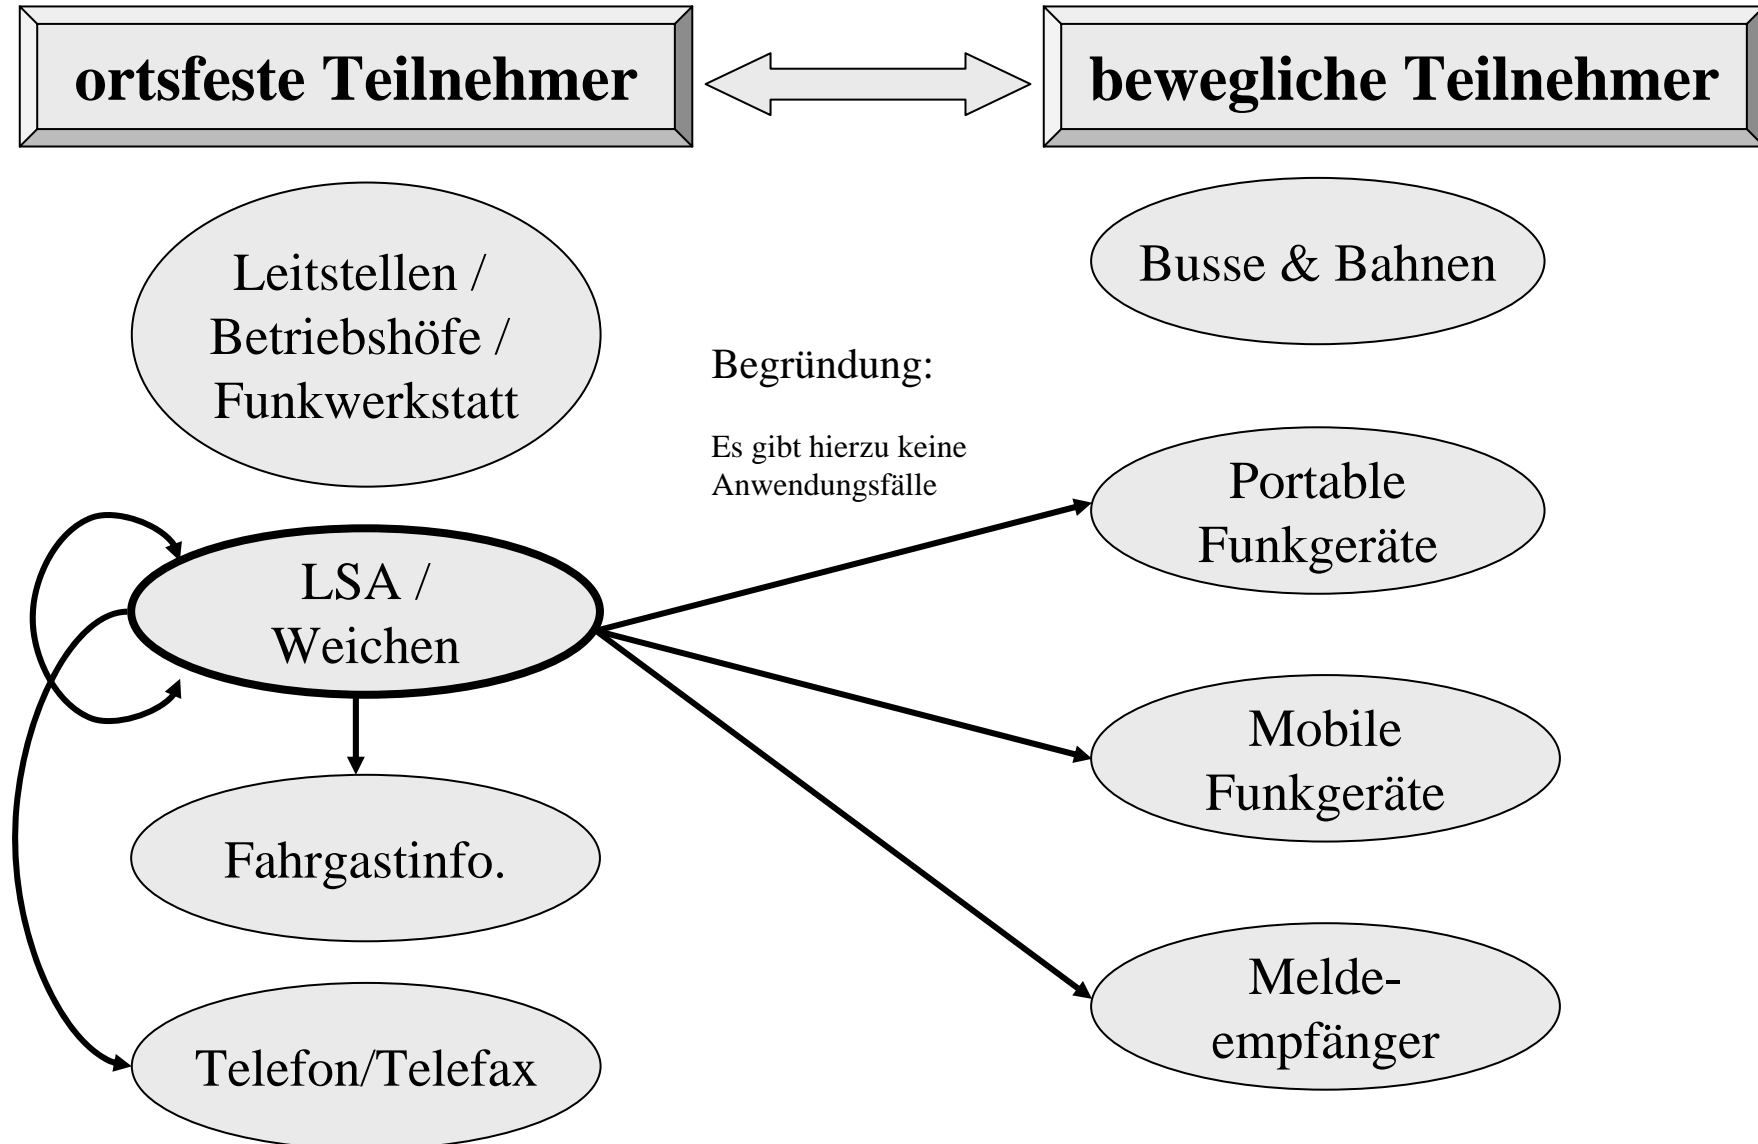 ortsfeste Teilnehmer
bewegliche Teilnehmer
Leitstellen /
Betriebshöfe /
Funkwerkstatt
Busse & Bahnen
Begründung:
Es gibt hierzu keine
Anwendungsfälle
Portable
Funkgeräte
LSA /
Weichen
Mobile
Funkgeräte
Fahrgastinfo.
Melde-
empfänger
Telefon/Telefax